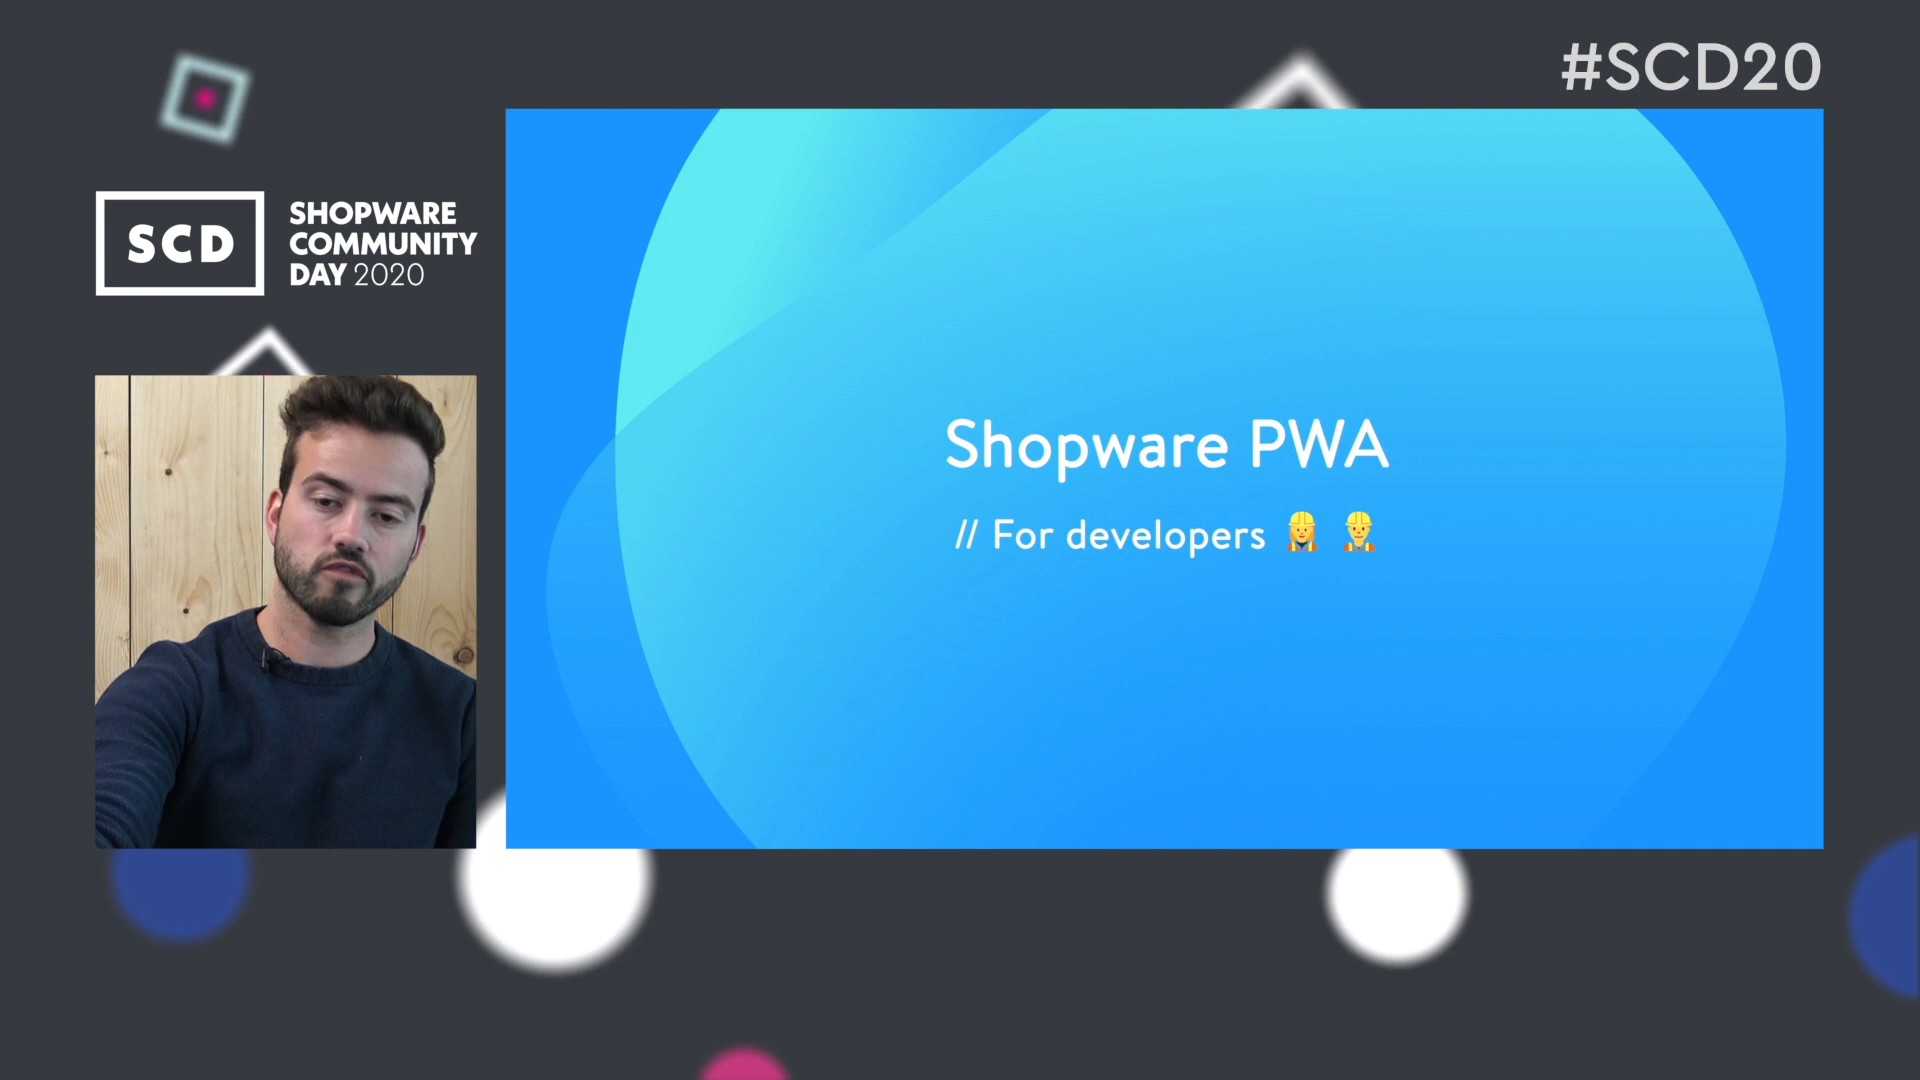 #SCD20
SCD
SHOPWARE
COMMUNITY
DAY 2020
Shopware PWA
// For developers 👷‍♀️ 👷‍♂️